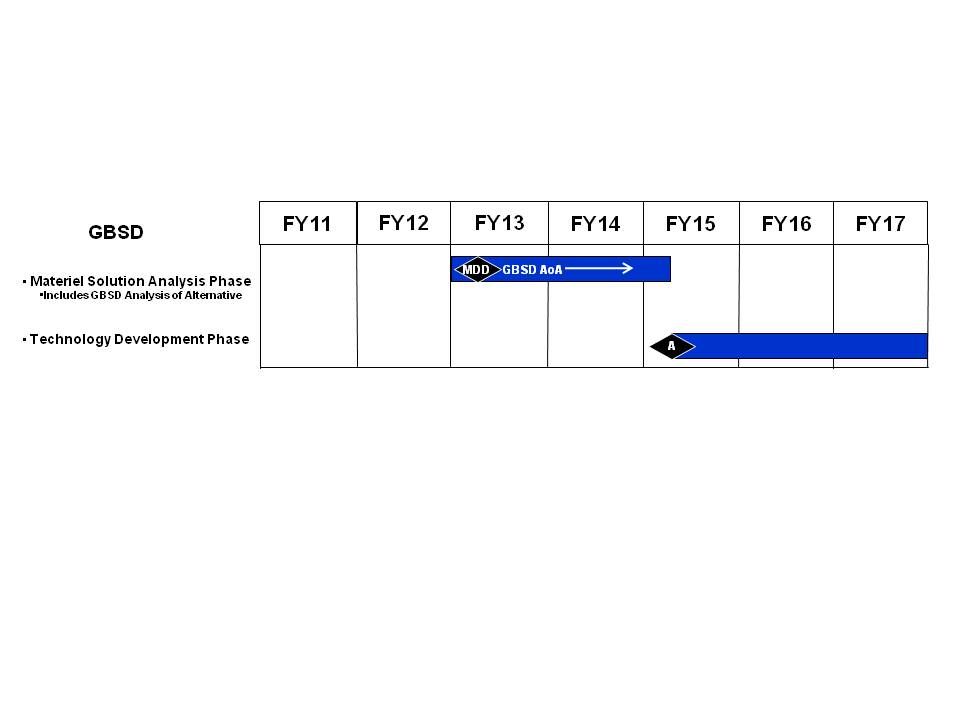 GBSD
FY11 FY12 FY13 FY14 FY15 FY16 FY17
• Materiel Solution Analysis Phase
•Includes GBSD Analysis of Alternative
MDD GBSD AoA
• Technology Development Phase
A